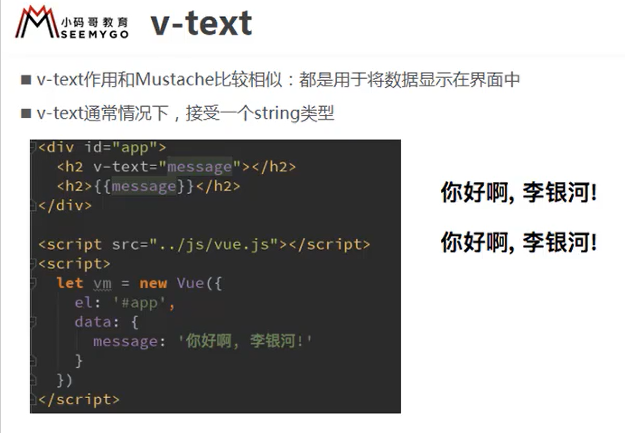 小码哥教育
SEEMYGO
v-text
v-text作用和Mustache比较相似：都是用于将数据显示在界面中
v-text通常情况下，接受一个string类型
<div id="app">
<h2 v-text="message"></h2>
<h2>{{message}}</h2>
</div>
<script src="../js/vue.js"></script>
<script>
let vm = new Vue({
el: '#app',
data: {
message: '你好啊, 李银河!'
}
})
</script>
你好啊, 李银河!
你好啊, 李银河!